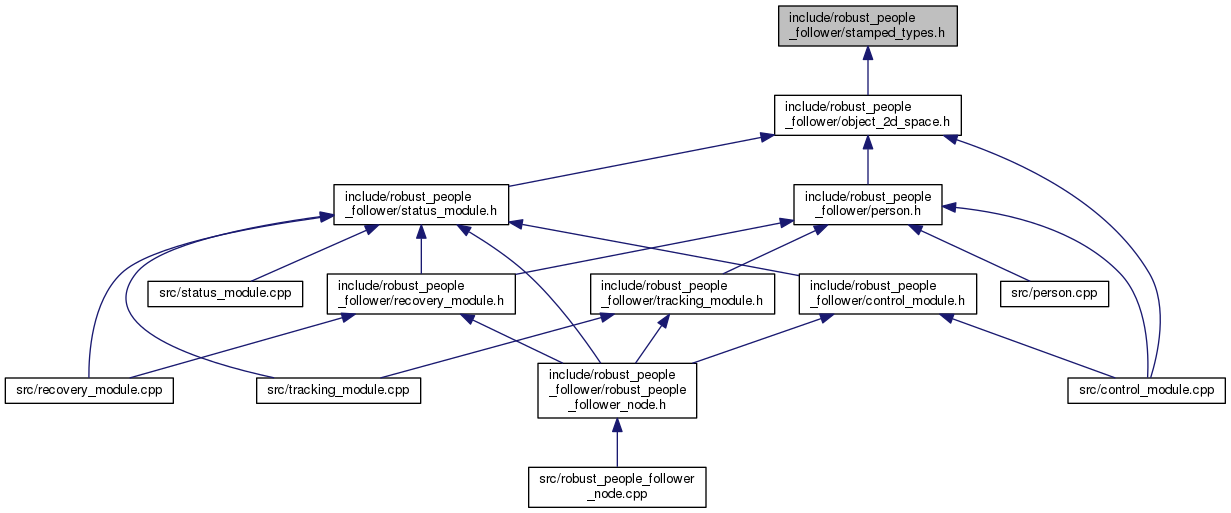 include/robust_people
_follower/stamped_types.h
include/robust_people
_follower/object_2d_space.h
include/robust_people
_follower/status_module.h
include/robust_people
_follower/person.h
src/status_module.cpp
include/robust_people
_follower/recovery_module.h
include/robust_people
_follower/tracking_module.h
include/robust_people
_follower/control_module.h
src/person.cpp
src/recovery_module.cpp
src/tracking_module.cpp
include/robust_people
_follower/robust_people
_follower_node.h
src/control_module.cpp
src/robust_people_follower
_node.cpp